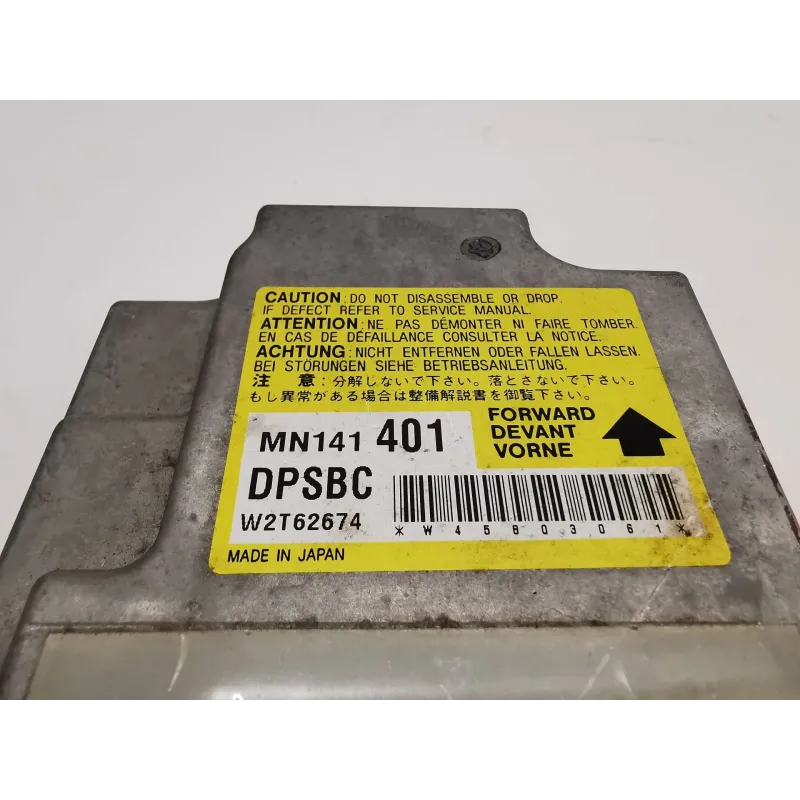 CAUTION: DO NOT DISASSEMBLE OR DROP.
IF DEFECT REFER TO SERVICE MANUAL.
ATTENTION: NE PAS DÉMONTER NI FAIRE TOMBER.
EN CAS DE DÉFAILLANCE CONSULTER LA NOTICE.
ACHTUNG: NICHT ENTFERNEN ODER FALLEN LASSEN.
BEI STÖRUNGEN SIEHE BETRIEBSANLEITUNG.
注 意:分解しないで下さい。落とさないで下さい。
もし異常がある場合は整備解説書を御覧下さい。
MN141 401
FORWARD
DEVANT
VORNE
DPSBC
W2T62674
*W45803061*
MADE IN JAPAN